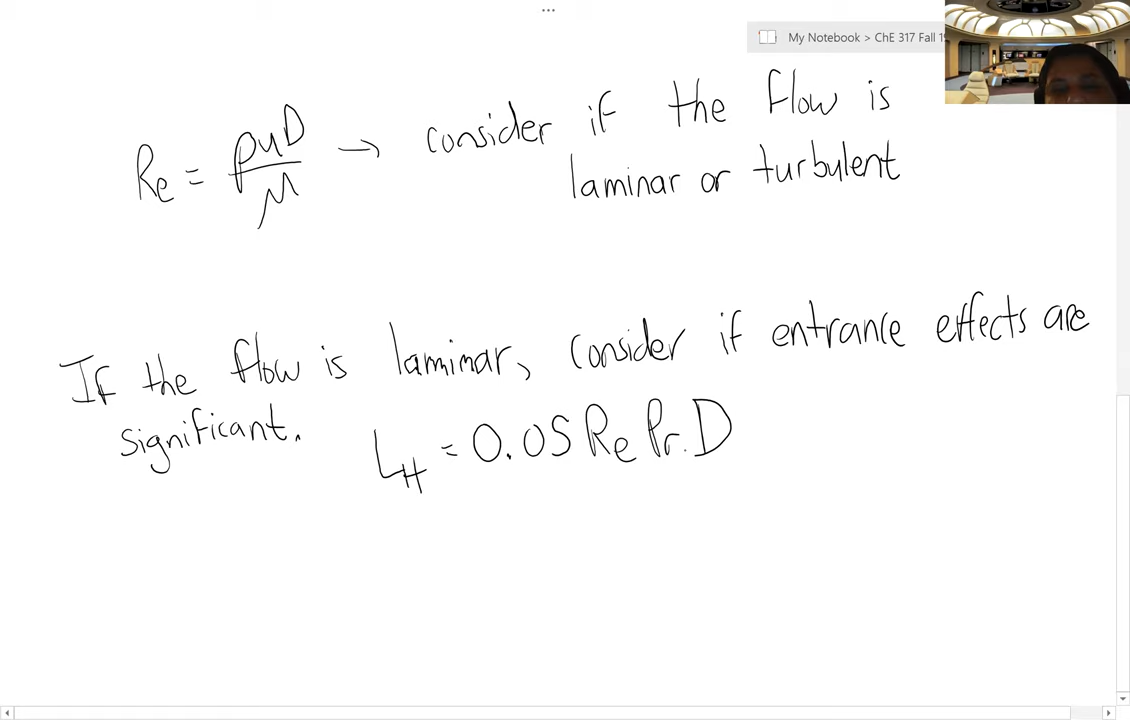 My Notebook > ChE 317 Fall 1
Re = ρuD/μ → consider if the flow is
laminar or turbulent
If the flow is laminar, consider if entrance effects are
significant.
L_H = 0.05 Re Pr. D